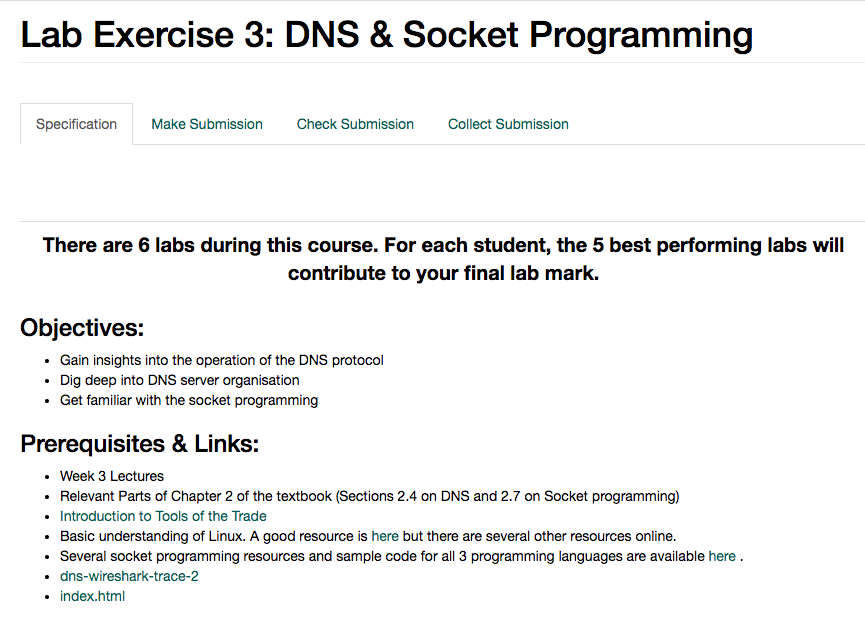 Lab Exercise 3: DNS & Socket Programming
Specification Make Submission Check Submission Collect Submission
There are 6 labs during this course. For each student, the 5 best performing labs will
contribute to your final lab mark.
Objectives:
• Gain insights into the operation of the DNS protocol
• Dig deep into DNS server organisation
• Get familiar with the socket programming
Prerequisites & Links:
• Week 3 Lectures
• Relevant Parts of Chapter 2 of the textbook (Sections 2.4 on DNS and 2.7 on Socket programming)
• Introduction to Tools of the Trade
• Basic understanding of Linux. A good resource is here but there are several other resources online.
• Several socket programming resources and sample code for all 3 programming languages are available here .
• dns-wireshark-trace-2
• index.html